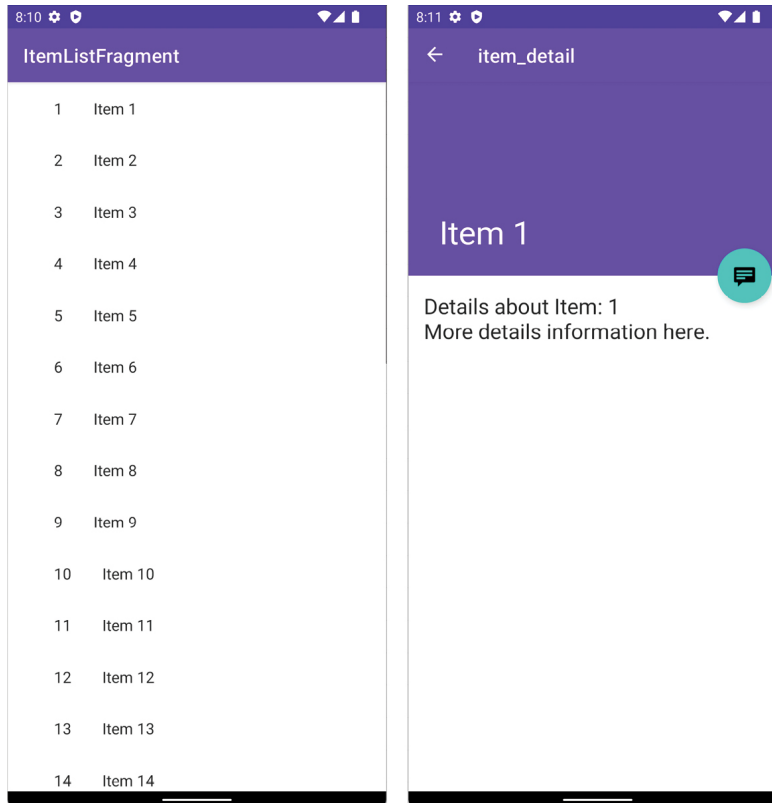 8:10
ItemListFragment
1 Item 1
2 Item 2
3 Item 3
4 Item 4
5 Item 5
6 Item 6
7 Item 7
8 Item 8
9 Item 9
10 Item 10
11 Item 11
12 Item 12
13 Item 13
14 Item 14
8:11
item_detail
Item 1
Details about Item: 1
More details information here.